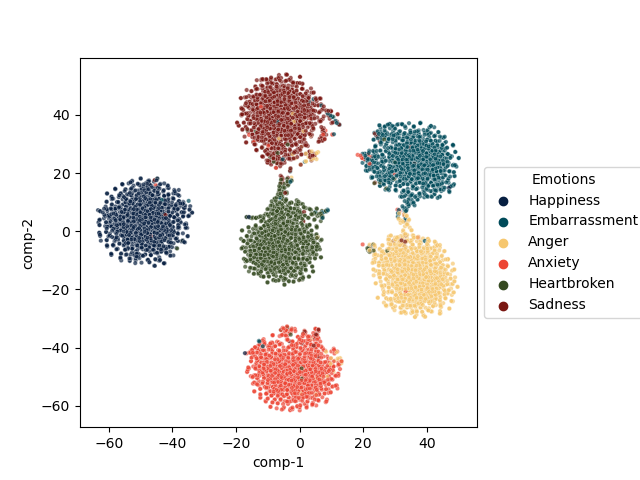 40
20
0
−20
−40
−60
comp-2
−60
−40
−20
0
20
40
comp-1
Emotions
Happiness
Embarrassment
Anger
Anxiety
Heartbroken
Sadness